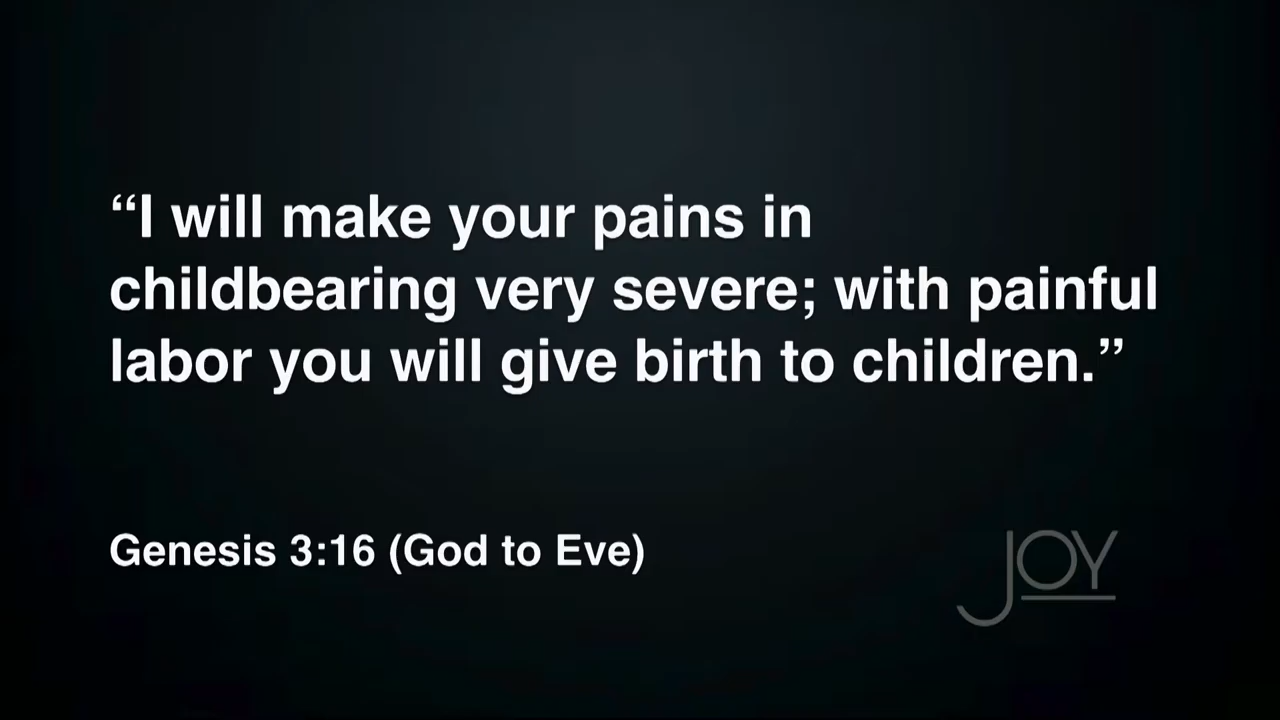 “I will make your pains in
childbearing very severe; with painful
labor you will give birth to children.”
Genesis 3:16 (God to Eve)
JOY